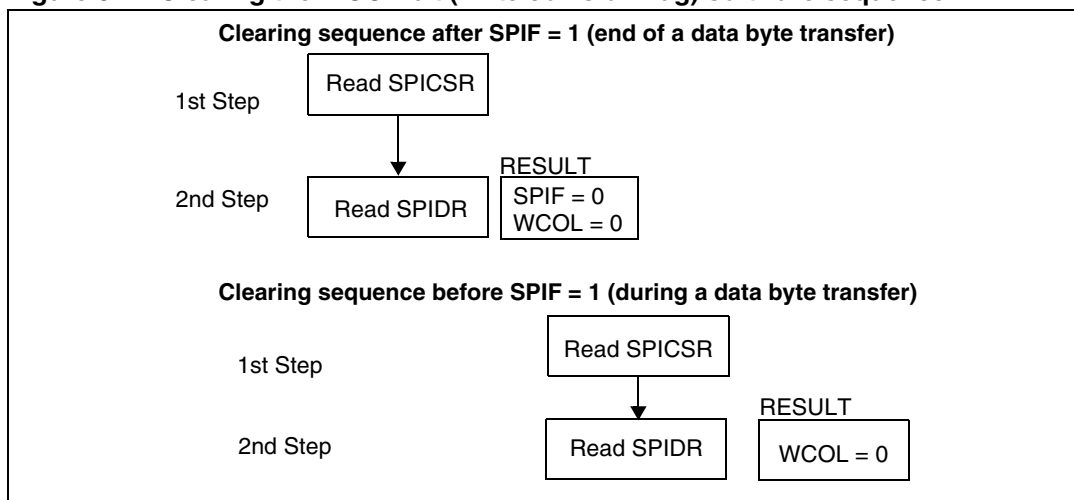 Clearing sequence after SPIF = 1 (end of a data byte transfer)
1st Step
Read SPICSR
2nd Step
Read SPIDR
RESULT
SPIF = 0
WCOL = 0
Clearing sequence before SPIF = 1 (during a data byte transfer)
1st Step
Read SPICSR
2nd Step
Read SPIDR
RESULT
WCOL = 0